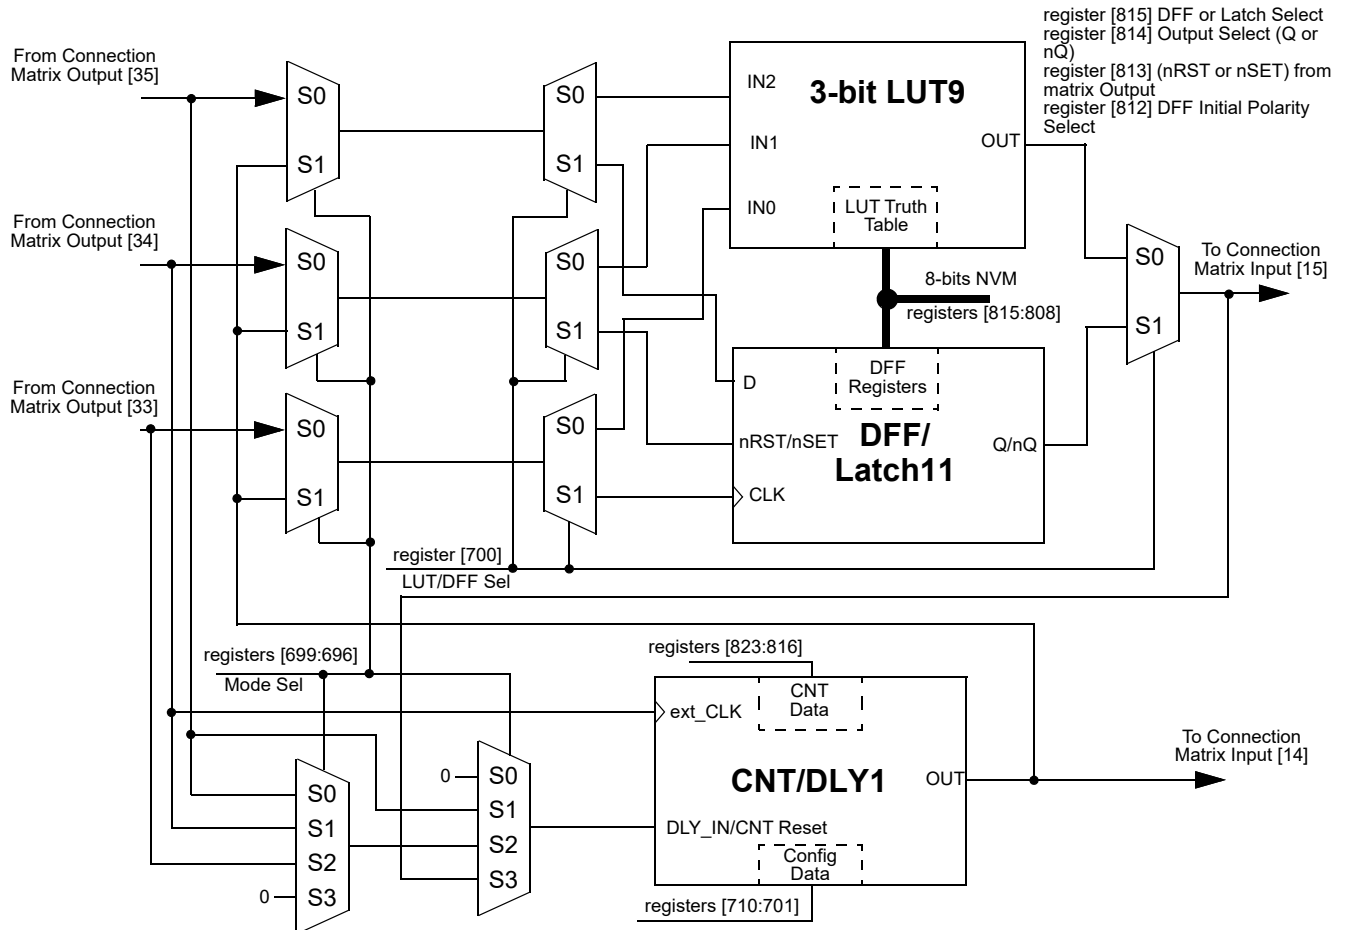 register [815] DFF or Latch Select
register [814] Output Select (Q or
nQ)
register [813] (nRST or nSET) from
matrix Output
register [812] DFF Initial Polarity
Select
From Connection
Matrix Output [35]
S0
S1
S0
S1
IN2
IN1
IN0
3-bit LUT9
OUT
LUT Truth
Table
From Connection
Matrix Output [34]
S0
S1
S0
S1
8-bits NVM
registers [815:808]
S0
S1
To Connection
Matrix Input [15]
From Connection
Matrix Output [33]
S0
S1
S0
S1
D
nRST/nSET
CLK
DFF
Registers
DFF/
Latch11
Q/nQ
register [700]
LUT/DFF Sel
registers [699:696]
Mode Sel
registers [823:816]
CNT
Data
ext_CLK
CNT/DLY1
OUT
To Connection
Matrix Input [14]
DLY_IN/CNT Reset
Config
Data
registers [710:701]
S0
S1
S2
0
S3
0
S0
S1
S2
S3